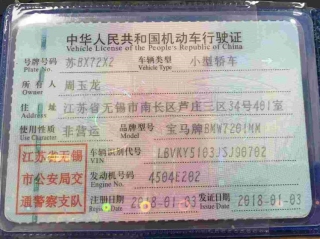 中华人民共和国机动车行驶证
Vehicle License of the People's Republic of China
号牌号码 苏BX72X2 车辆类型 小型轿车
Plate No. Vehicle Type
所有人 周玉龙
Owner
住址 江苏省无锡市南长区芦庄三区34号401室
Address
使用性质 非营运 品牌型号 宝马牌BMW7201MM
Use Character Model
江苏省无锡市公安局交通警察支队
车辆识别代号 LBVKY5103JSJ90702
VIN
发动机号码 4504E202
Engine No.
注册日期 2018-01-03 发证日期 2018-01-03
Issue Date